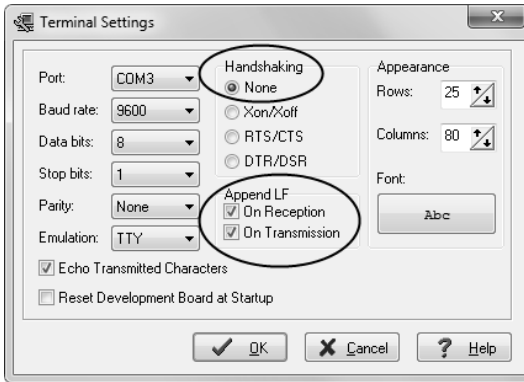 Terminal Settings
Port: COM3
Baud rate: 9600
Data bits: 8
Stop bits: 1
Parity: None
Emulation: TTY
Echo Transmitted Characters
Reset Development Board at Startup
Handshaking
None
Xon/Xoff
RTS/CTS
DTR/DSR
Append LF
On Reception
On Transmission
Appearance
Rows: 25
Columns: 80
Font:
Abc
OK
Cancel
Help